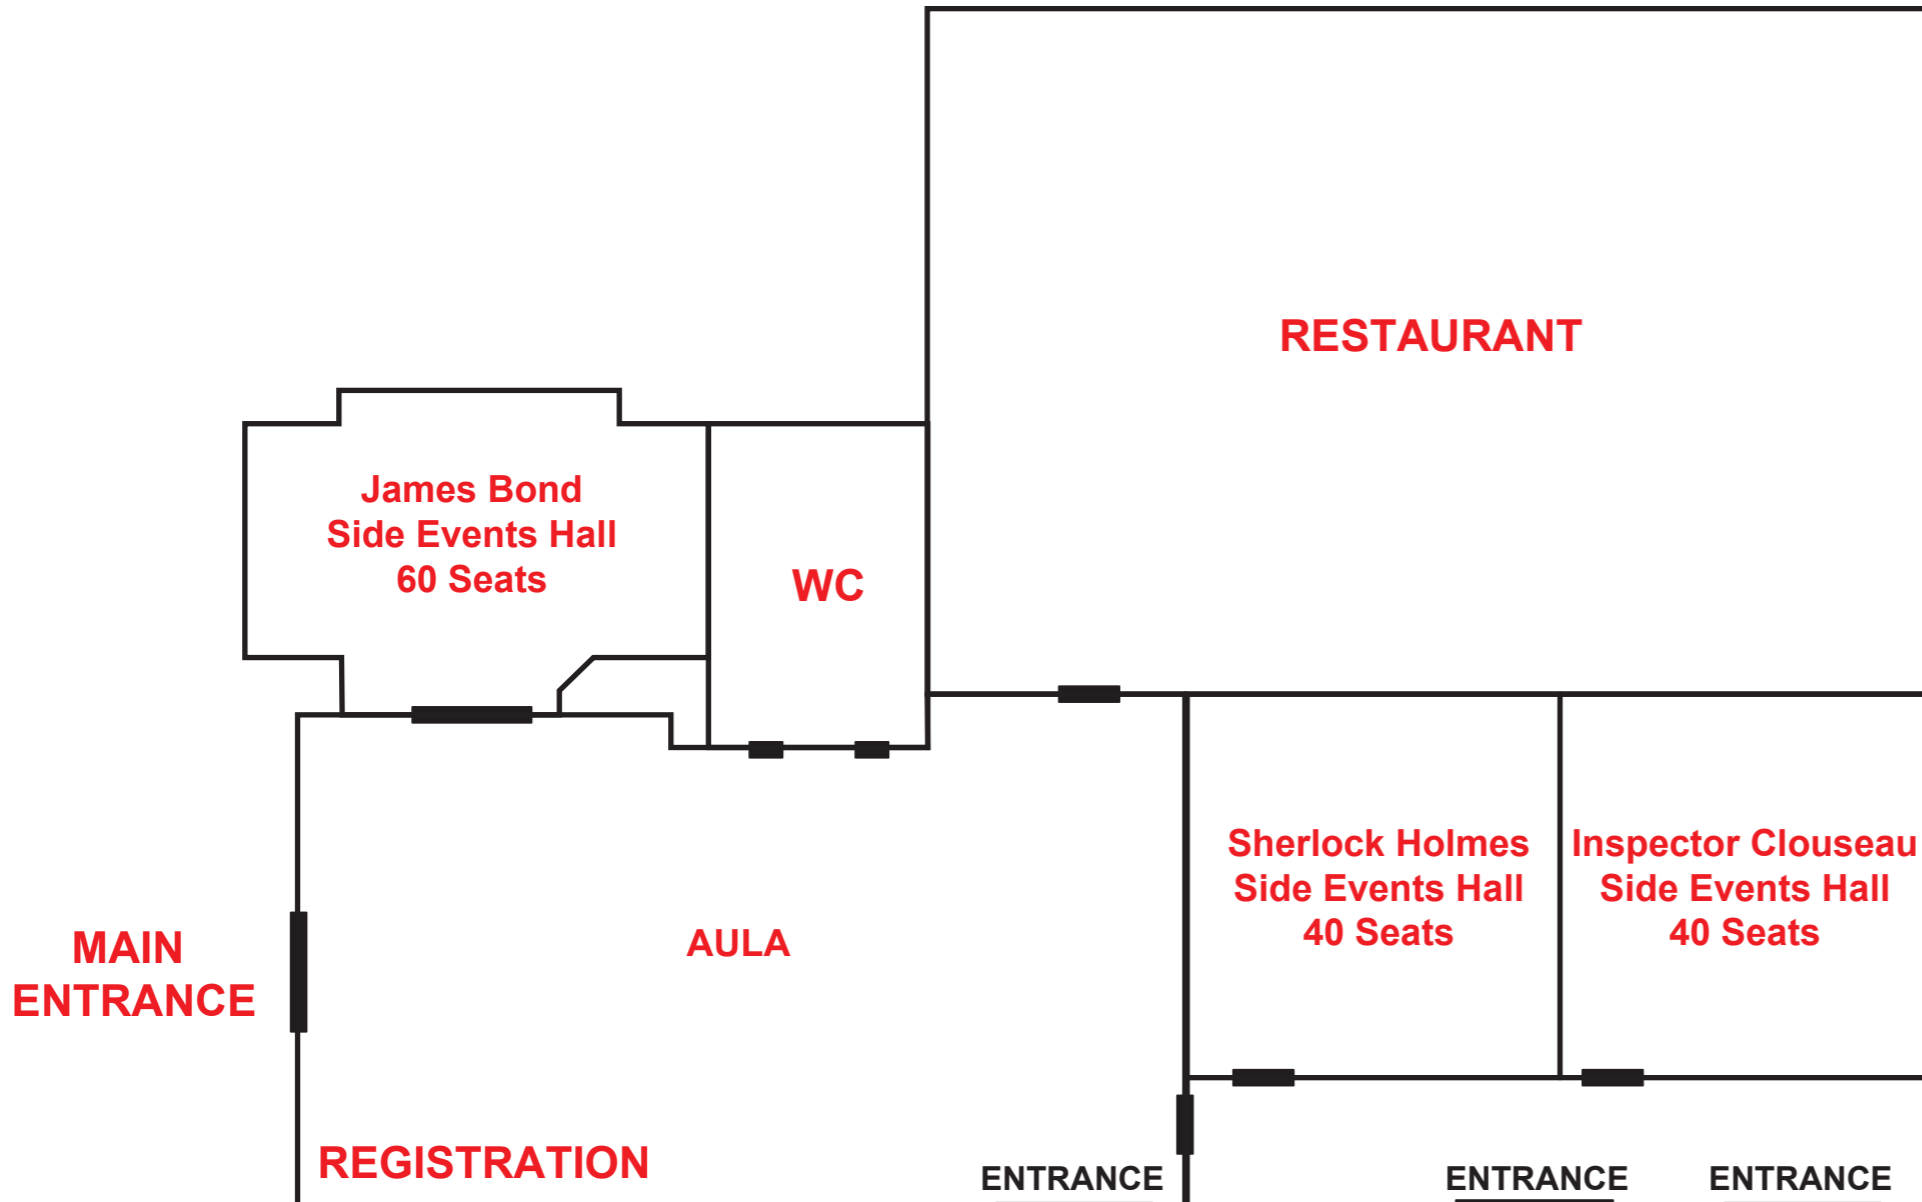 RESTAURANT
James Bond
Side Events Hall
60 Seats
WC
Sherlock Holmes
Side Events Hall
40 Seats
Inspector Clouseau
Side Events Hall
40 Seats
MAIN
ENTRANCE
AULA
REGISTRATION
ENTRANCE
ENTRANCE
ENTRANCE